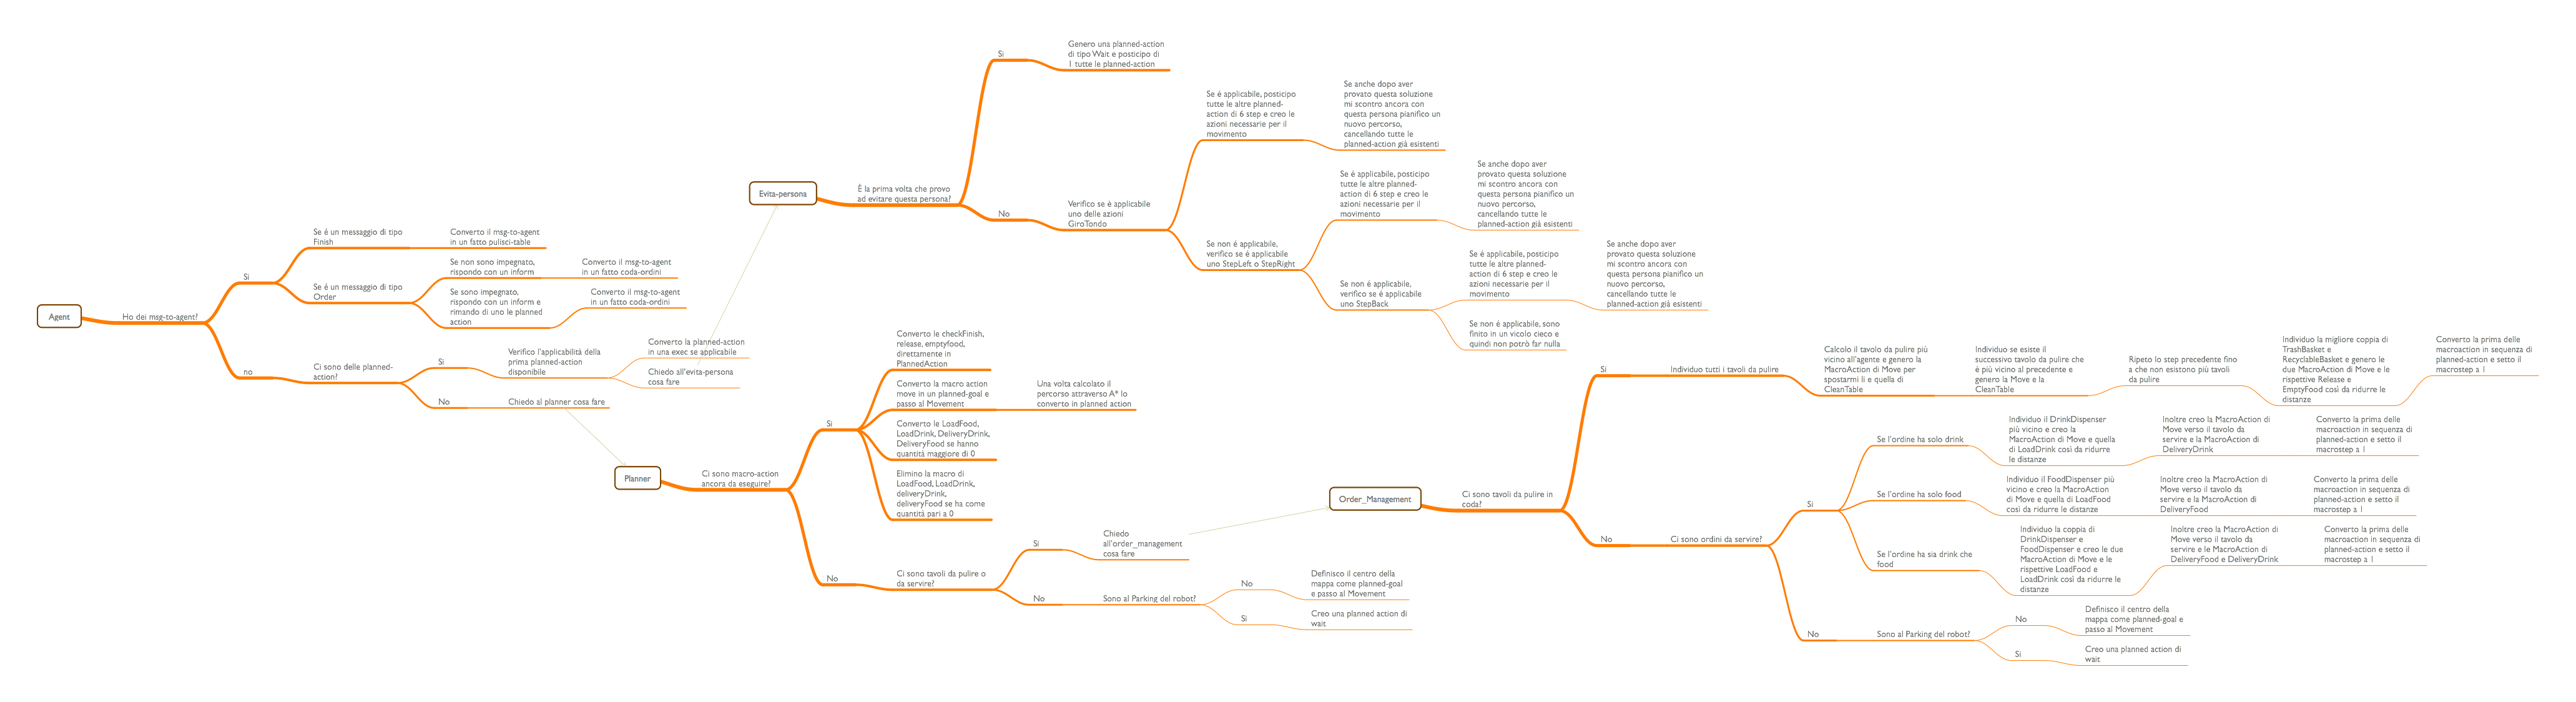 Agent
Ho dei msg-to-agent?
Si
Se é un messaggio di tipo
Finish
Converto il msg-to-agent
in un fatto pulisci-table
Se é un messaggio di tipo
Order
Se non sono impegnato,
rispondo con un inform
Converto il msg-to-agent
in un fatto coda-ordini
Se sono impegnato,
rispondo con un inform e
rimando di uno le planned
action
Converto il msg-to-agent
in un fatto coda-ordini
no
Ci sono delle planned-
action?
Si
Verifico l'applicabilità della
prima planned-action
disponibile
Converto la planned-action
in una exec se applicabile
Chiedo all'evita-persona
cosa fare
No
Chiedo al planner cosa fare
Evita-persona
È la prima volta che provo
ad evitare questa persona?
Si
Genero una planned-action
di tipo Wait e posticipo di
1 tutte le planned-action
No
Verifico se è applicabile
uno delle azioni
GiroTondo
Se é applicabile, posticipo
tutte le altre planned-
action di 6 step e creo le
azioni necessarie per il
movimento
Se anche dopo aver
provato questa soluzione
mi scontro ancora con
questa persona pianifico un
nuovo percorso,
cancellando tutte le
planned-action già esistenti
Se non é applicabile,
verifico se é applicabile
uno StepLeft o StepRight
Se é applicabile, posticipo
tutte le altre planned-
action di 6 step e creo le
azioni necessarie per il
movimento
Se anche dopo aver
provato questa soluzione
mi scontro ancora con
questa persona pianifico un
nuovo percorso,
cancellando tutte le
planned-action già esistenti
Se non é applicabile,
verifico se é applicabile
uno StepBack
Se é applicabile, posticipo
tutte le altre planned-
action di 6 step e creo le
azioni necessarie per il
movimento
Se anche dopo aver
provato questa soluzione
mi scontro ancora con
questa persona pianifico un
nuovo percorso,
cancellando tutte le
planned-action già esistenti
Se non é applicabile, sono
finito in un vicolo cieco e
quindi non potrò far nulla
Planner
Ci sono macro-action
ancora da eseguire?
Si
Converto le checkFinish,
release, emptyfood,
direttamente in
PlannedAction
Converto la macro action
move in un planned-goal e
passo al Movement
Una volta calcolato il
percorso attraverso A* lo
converto in planned action
Converto le LoadFood,
LoadDrink, DeliveryDrink,
DeliveryFood se hanno
quantità maggiore di 0
Elimino la macro di
LoadFood, LoadDrink,
deliveryDrink,
deliveryFood se ha come
quantità pari a 0
No
Ci sono tavoli da pulire o
da servire?
Si
Chiedo
all'order_management
cosa fare
No
Sono al Parking del robot?
No
Definisco il centro della
mappa come planned-goal
e passo al Movement
Si
Creo una planned action di
wait
Order_Management
Ci sono tavoli da pulire in
coda?
Si
Individuo tutti i tavoli da pulire
Calcolo il tavolo da pulire più
vicino all'agente e genero la
MacroAction di Move per
spostarmi li e quella di
CleanTable
Individuo se esiste il
successivo tavolo da pulire che
è più vicino al precedente e
genero la Move e la
CleanTable
Ripeto lo step precedente fino
a che non esistono più tavoli
da pulire
Individuo la migliore coppia di
TrashBasket e
RecyclableBasket e genero le
due MacroAction di Move e le
rispettive Release e
EmptyFood così da ridurre le
distanze
Converto la prima delle
macroaction in sequenza di
planned-action e setto il
macrostep a 1
No
Ci sono ordini da servire?
Si
Se l'ordine ha solo drink
Individuo il DrinkDispenser
più vicino e creo la
MacroAction di Move e quella
di LoadDrink così da ridurre
le distanze
Inoltre creo la MacroAction di
Move verso il tavolo da
servire e la MacroAction di
DeliveryDrink
Converto la prima delle
macroaction in sequenza di
planned-action e setto il
macrostep a 1
Se l'ordine ha solo food
Individuo il FoodDispenser più
vicino e creo la MacroAction
di Move e quella di LoadFood
così da ridurre le distanze
Inoltre creo la MacroAction di
Move verso il tavolo da
servire e la MacroAction di
DeliveryFood
Converto la prima delle
macroaction in sequenza di
planned-action e setto il
macrostep a 1
Se l'ordine ha sia drink che
food
Individuo la coppia di
DrinkDispenser e
FoodDispenser e creo le due
MacroAction di Move e le
rispettive LoadFood e
LoadDrink così da ridurre le
distanze
Inoltre creo la MacroAction di
Move verso il tavolo da
servire e le MacroAction di
DeliveryFood e DeliveryDrink
Converto la prima delle
macroaction in sequenza di
planned-action e setto il
macrostep a 1
No
Sono al Parking del robot?
No
Definisco il centro della
mappa come planned-goal e
passo al Movement
Si
Creo una planned action di
wait